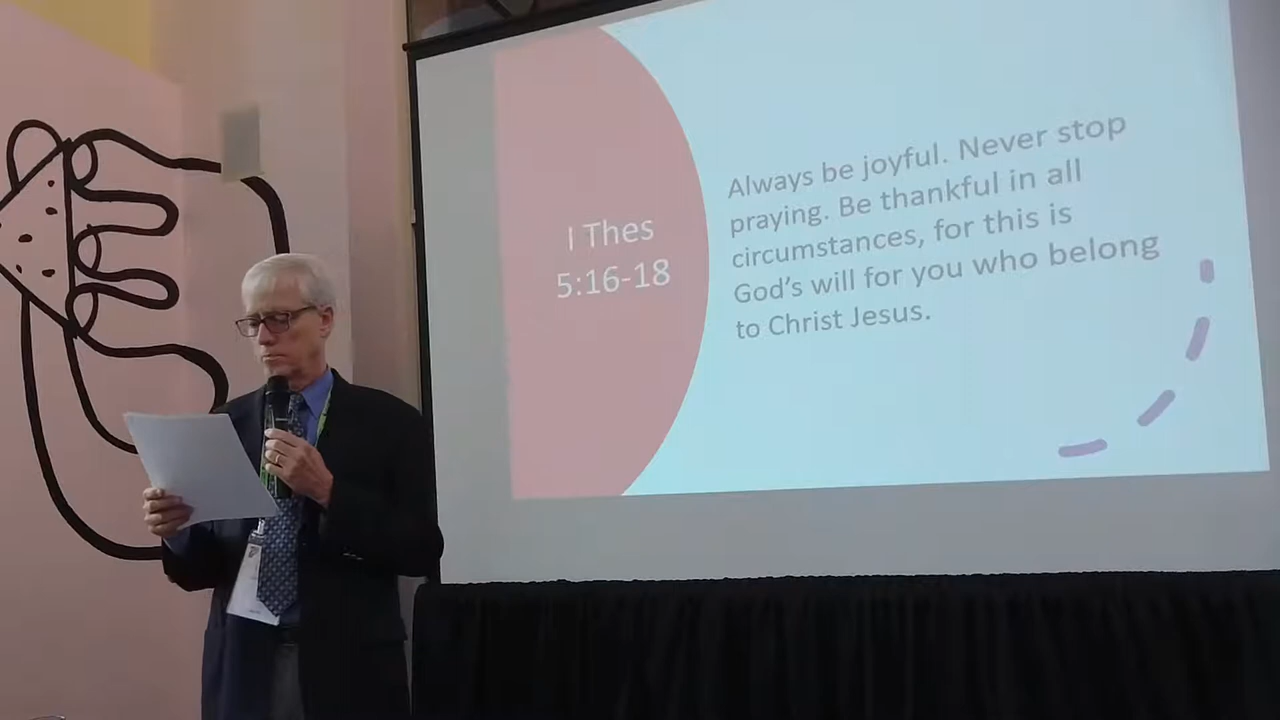 I Thes
5:16-18
Always be joyful. Never stop
praying. Be thankful in all
circumstances, for this is
God's will for you who belong
to Christ Jesus.